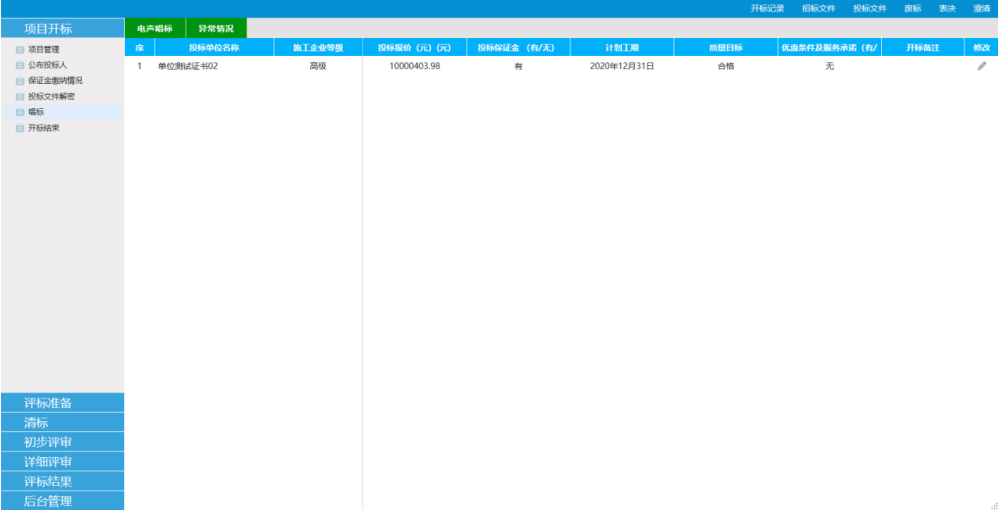 开标记录 招标文件 投标文件 废标 表决 澄清
项目开标
电声唱标 异常情况
项目管理
公布投标人
保证金缴纳情况
投标文件解密
唱标
开标结束
序 投标单位名称 施工企业等级 投标报价（元）(元) 投标保证金 （有/无） 计划工期 质量目标 优惠条件及服务承诺（有/ 开标备注 修改
1 单位测试证书02 高级 10000403.98 有 2020年12月31日 合格 无
评标准备
清标
初步评审
详细评审
评标结果
后台管理